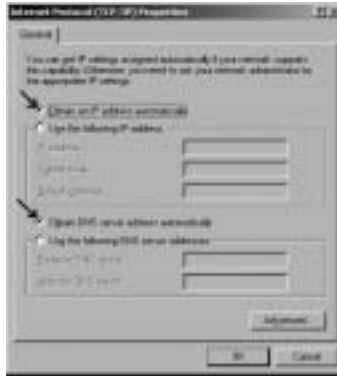 Internet Protocol (TCP/IP) Properties
General
You can get IP settings assigned automatically if your network supports
this capability. Otherwise, you need to ask your network administrator for
the appropriate IP settings.
Obtain an IP address automatically
Use the following IP address:
IP address:
Subnet mask:
Default gateway:
Obtain DNS server address automatically
Use the following DNS server addresses:
Preferred DNS server:
Alternate DNS server:
Advanced...
OK
Cancel